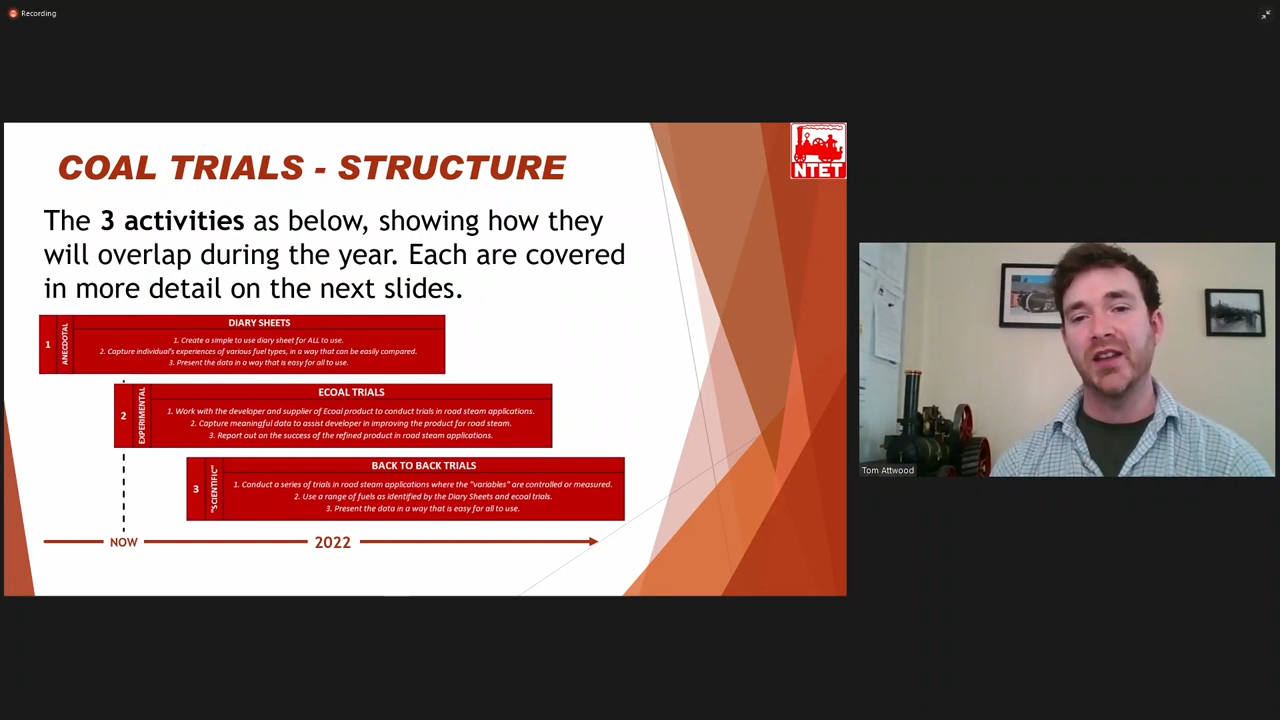 Recording
COAL TRIALS - STRUCTURE
NTET
The 3 activities as below, showing how they
will overlap during the year. Each are covered
in more detail on the next slides.
1
ANECDOTAL
DIARY SHEETS
1. Create a simple to use diary sheet for ALL to use.
2. Capture individual's experiences of various fuel types, in a way that can be easily compared.
3. Present the data in a way that is easy for all to use.
2
EXPERIMENTAL
ECOAL TRIALS
1. Work with the developer and supplier of Ecoal product to conduct trials in road steam applications.
2. Capture meaningful data to assist developer in improving the product for road steam.
3. Report out on the success of the refined product in road steam applications.
3
"SCIENTIFIC"
BACK TO BACK TRIALS
1. Conduct a series of trials in road steam applications where the "variables" are controlled or measured.
2. Use a range of fuels as identified by the Diary Sheets and ecoal trials.
3. Present the data in a way that is easy for all to use.
NOW
2022
Tom Attwood